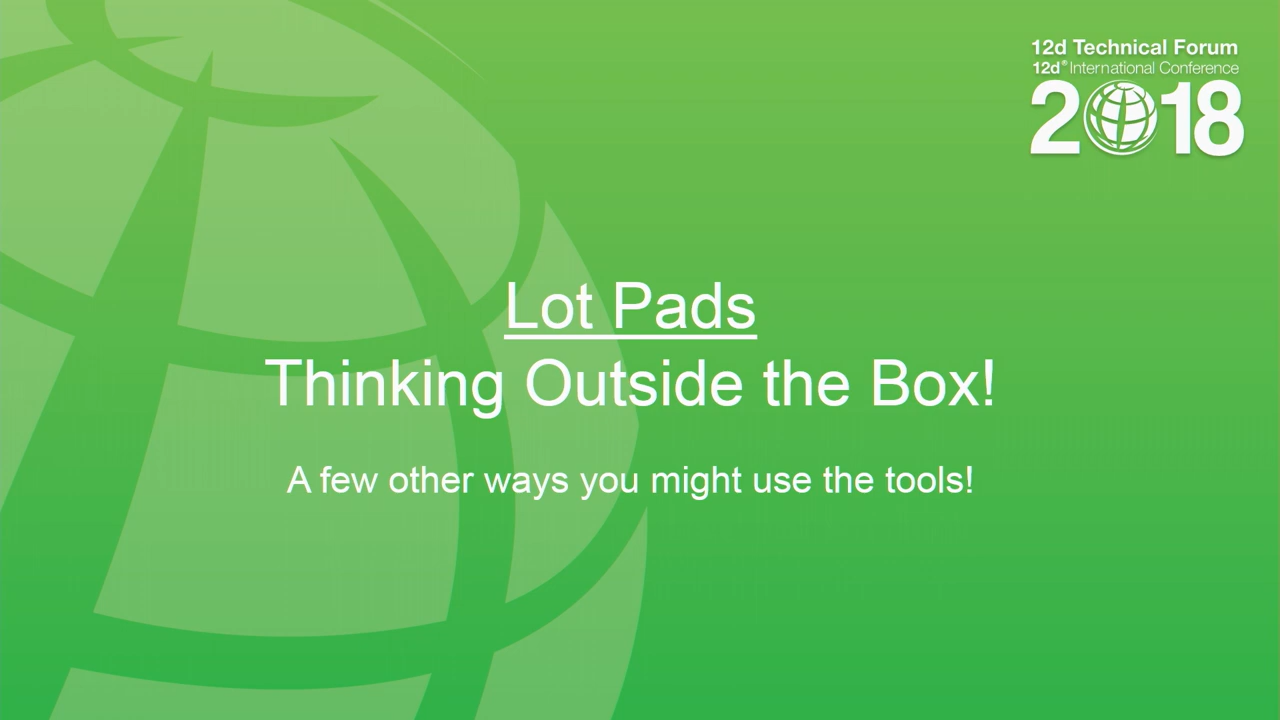 12d Technical Forum
12d® International Conference
2018
Lot Pads
Thinking Outside the Box!
A few other ways you might use the tools!